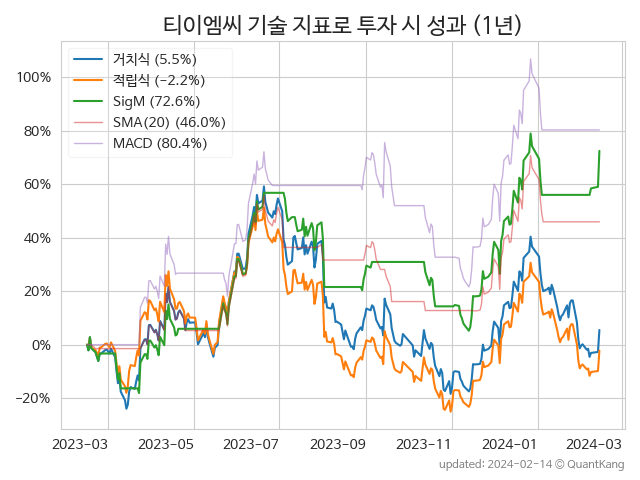 티이엠씨 기술 지표로 투자 시 성과 (1년)
거치식 (5.5%)
적립식 (−2.2%)
SigM (72.6%)
SMA(20) (46.0%)
MACD (80.4%)
100%
80%
60%
40%
20%
0%
−20%
2023-03 2023-05 2023-07 2023-09 2023-11 2024-01 2024-03
updated: 2024-02-14 © QuantKang